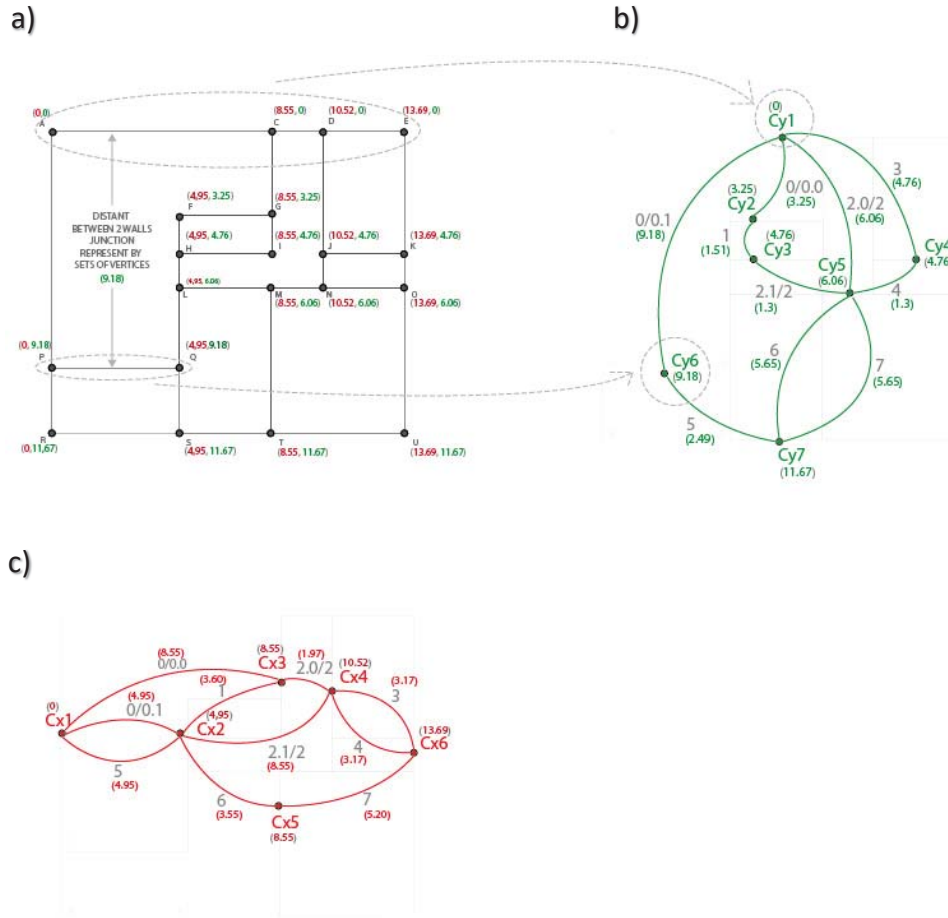 a)
b)
(0,0)
A
(8.55, 0)
C
(10.52, 0)
D
(13.69, 0)
E
DISTANT
BETWEEN 2 WALLS
JUNCTION
REPRESENT BY
SETS OF VERTICES
(9.18)
(4,95, 3.25)
F
(8.55, 3.25)
G
(4,95, 4.76)
H
(8.55, 4.76)
I
(10.52, 4.76)
J
(13.69, 4.76)
K
(4,95, 6.06)
L
M
(8.55, 6.06)
N
(10.52, 6.06)
O
(13.69, 6.06)
(0, 9.18)
P
(4,95,9.18)
Q
R
(0,11,67)
S
(4,95, 11.67)
T
(8.55, 11.67)
U
(13.69, 11.67)
(0)
Cy1
3
(4.76)
0/0.0
(3.25)
(3.25)
Cy2
2.0/2
(6.06)
0/0.1
(9.18)
1
(1.51)
(4.76)
Cy3
Cy4
(4.76)
Cy5
(6.06)
2.1/2
(1.3)
4
(1.3)
6
(5.65)
7
(5.65)
Cy6
(9.18)
5
(2.49)
Cy7
(11.67)
c)
(8.55)
0/0.0
(8.55)
Cx3
(1.97)
2.0/2
(10.52)
Cx4
(3.60)
1
(3.17)
3
(4.95)
0/0.1
(0)
Cx1
(4,95)
Cx2
(13.69)
Cx6
2.1/2
(8.55)
4
(3.17)
5
(4.95)
6
(3.55)
7
(5.20)
Cx5
(8.55)